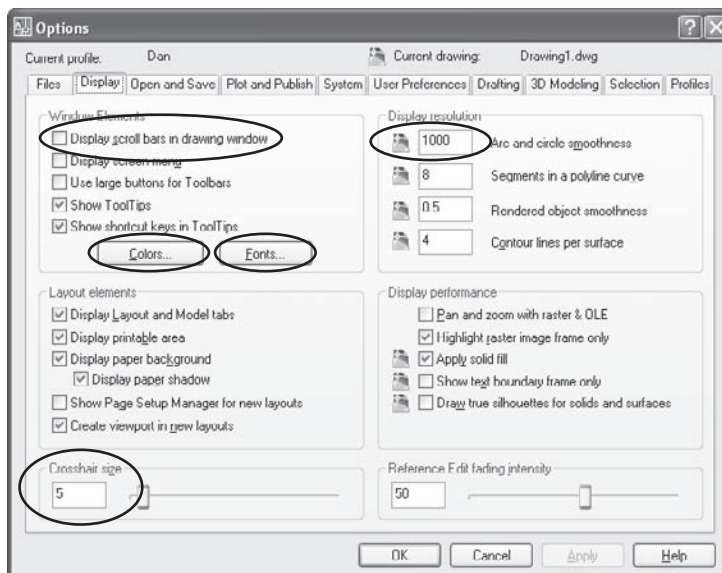 Options
Current profile: Dan Current drawing: Drawing1.dwg
Files Display Open and Save Plot and Publish System User Preferences Drafting 3D Modeling Selection Profiles
Window Elements
Display scroll bars in drawing window
Display screen menu
Use large buttons for Toolbars
Show ToolTips
Show shortcut keys in ToolTips
Colors... Fonts...
Display resolution
1000 Arc and circle smoothness
8 Segments in a polyline curve
0.5 Rendered object smoothness
4 Contour lines per surface
Layout elements
Display Layout and Model tabs
Display printable area
Display paper background
Display paper shadow
Show Page Setup Manager for new layouts
Create viewport in new layouts
Display performance
Pan and zoom with raster & OLE
Highlight raster image frame only
Apply solid fill
Show text boundary frame only
Draw true silhouettes for solids and surfaces
Crosshair size
5
Reference Edit fading intensity
50
OK Cancel Apply Help